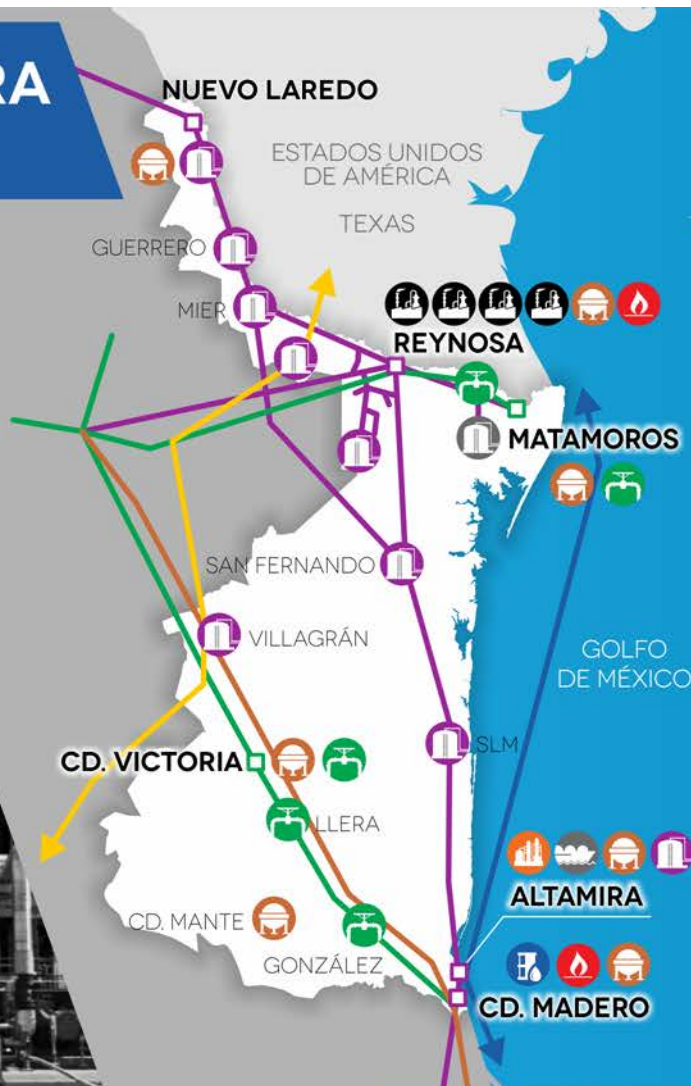 RA
NUEVO LAREDO
ESTADOS UNIDOS
DE AMÉRICA
TEXAS
GUERRERO
MIER
REYNOSA
MATAMOROS
SAN FERNANDO
VILLAGRÁN
GOLFO
DE MÉXICO
CD. VICTORIA
SLM
LLERA
ALTAMIRA
CD. MANTE
GONZÁLEZ
CD. MADERO